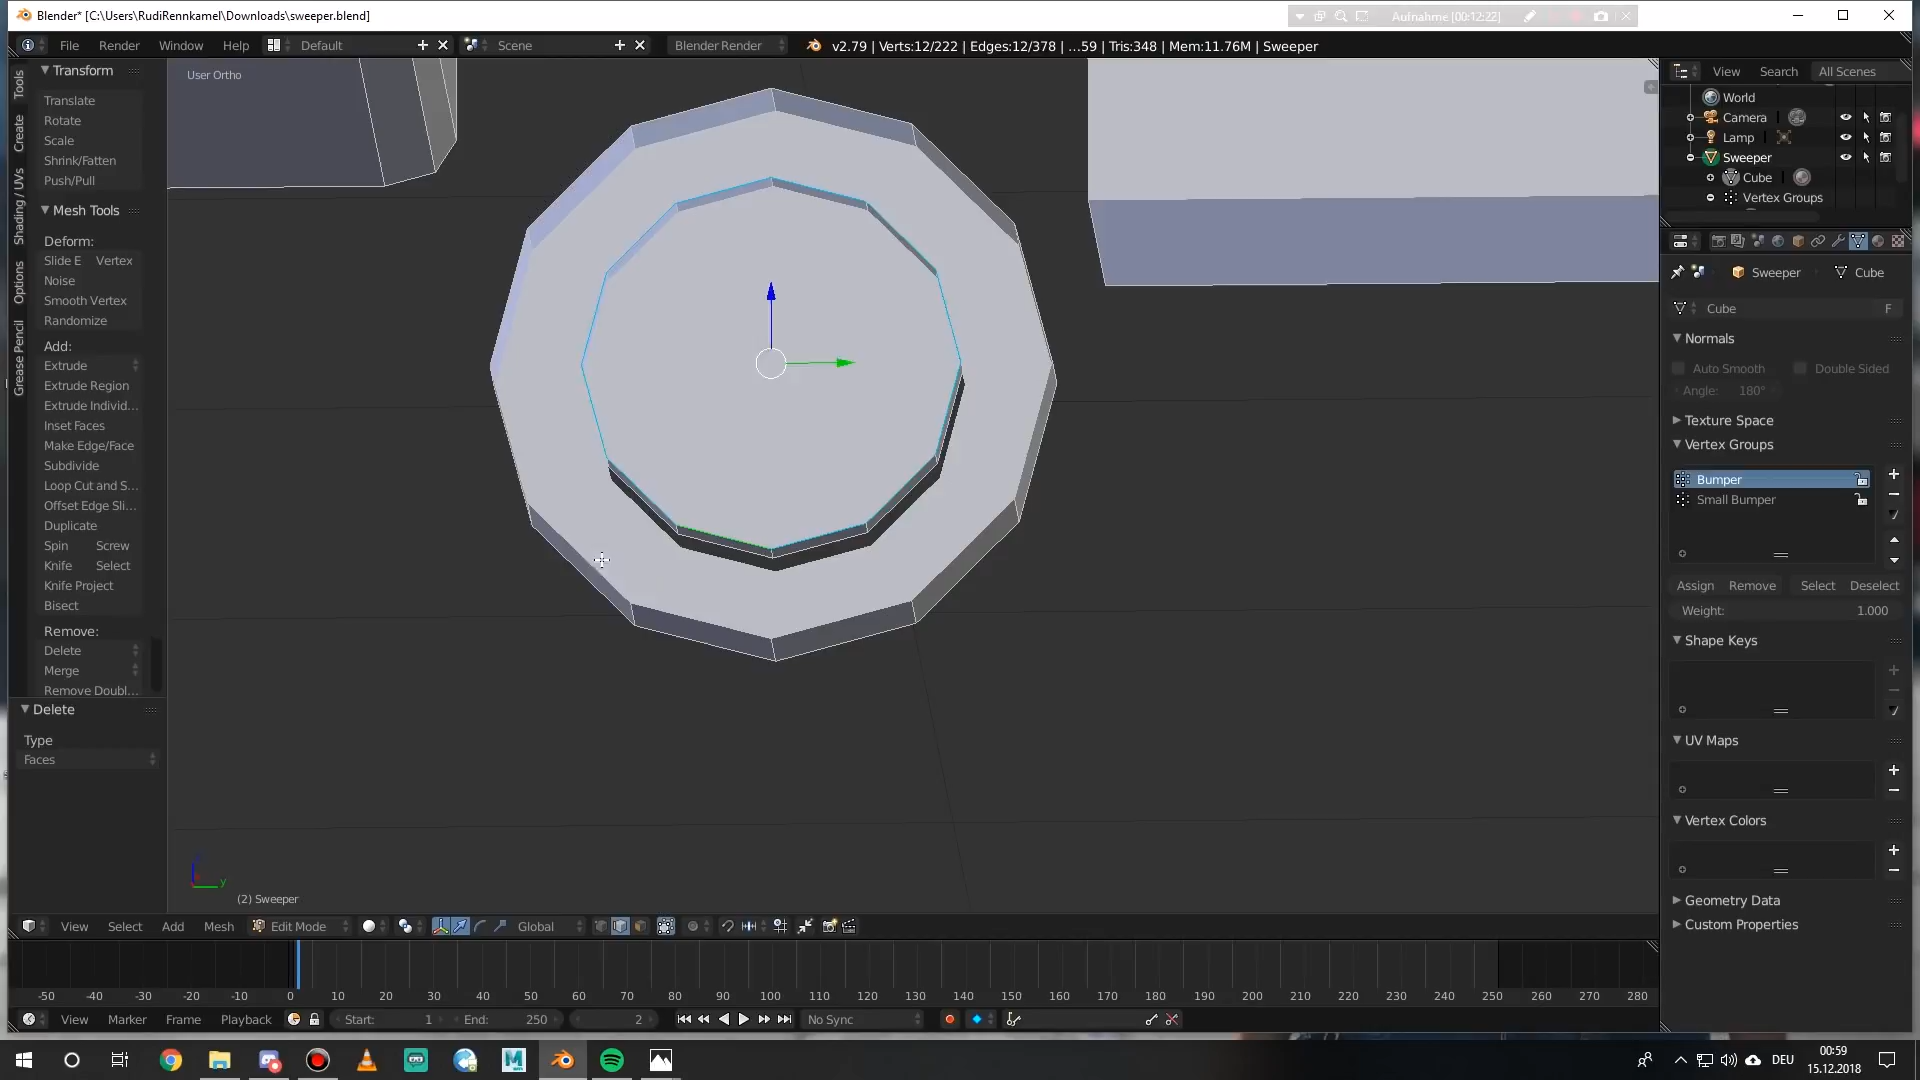 Blender* [C:\Users\RudiRennkamel\Downloads\sweeper.blend]
Aufnahme [00:12:22]
File Render Window Help Default Scene Blender Render v2.79 | Verts:12/222 | Edges:12/378 | ...59 | Tris:348 | Mem:11.76M | Sweeper
Tools
Create
Shading / UVs
Options
Grease Pencil
Transform
Translate
Rotate
Scale
Shrink/Fatten
Push/Pull
Mesh Tools
Deform:
Slide E Vertex
Noise
Smooth Vertex
Randomize
Add:
Extrude
Extrude Region
Extrude Individ...
Inset Faces
Make Edge/Face
Subdivide
Loop Cut and S...
Offset Edge Sli...
Duplicate
Spin Screw
Knife Select
Knife Project
Bisect
Remove:
Delete
Merge
Remove Doubl...
Delete
Type
Faces
User Ortho
y
(2) Sweeper
View Search All Scenes
World
Camera
Lamp
Sweeper
Cube
Vertex Groups
Sweeper Cube
Cube F
Normals
Auto Smooth Double Sided
Angle: 180°
Texture Space
Vertex Groups
Bumper
Small Bumper
Assign Remove Select Deselect
Weight: 1.000
Shape Keys
UV Maps
Vertex Colors
Geometry Data
Custom Properties
View Select Add Mesh Edit Mode Global
-50 -40 -30 -20 -10 0 10 20 30 40 50 60 70 80 90 100 110 120 130 140 150 160 170 180 190 200 210 220 230 240 250 260 270 280
View Marker Frame Playback Start: 1 End: 250 2 No Sync
DEU
00:59
15.12.2018